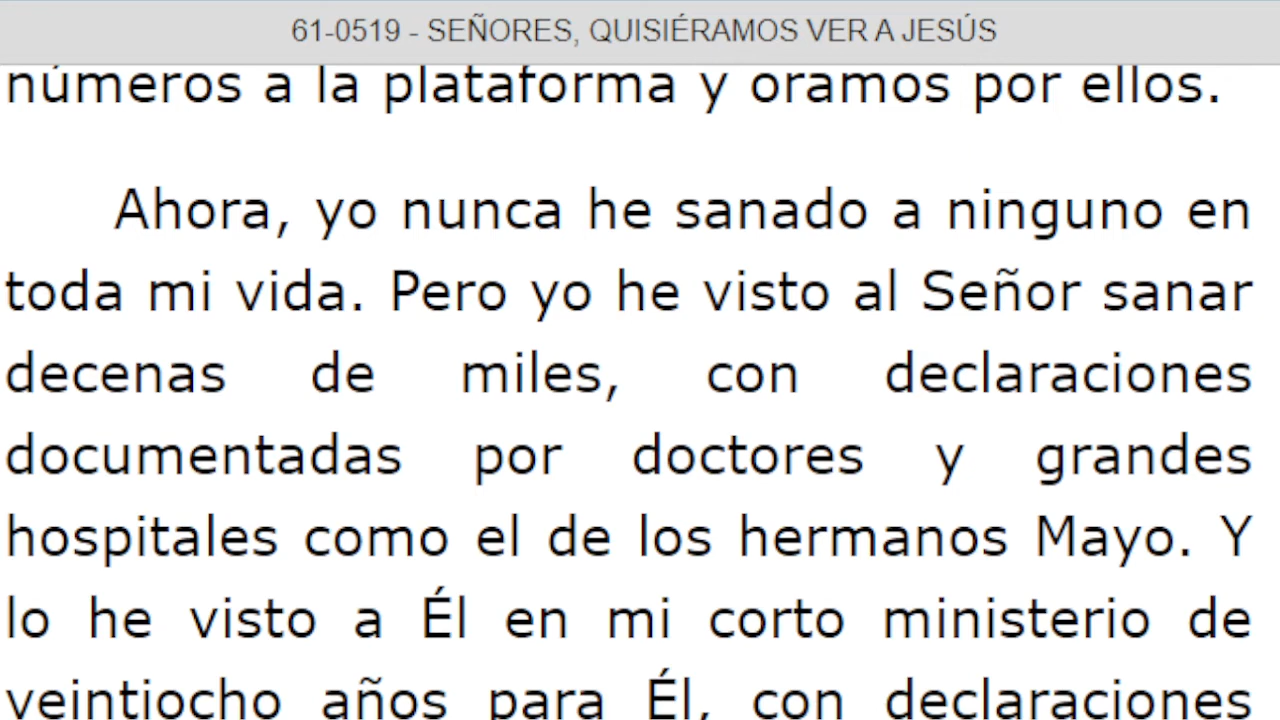 61-0519 - SEÑORES, QUISIÉRAMOS VER A JESÚS
números a la plataforma y oramos por ellos.
Ahora, yo nunca he sanado a ninguno en
toda mi vida. Pero yo he visto al Señor sanar
decenas de miles, con declaraciones
documentadas por doctores y grandes
hospitales como el de los hermanos Mayo. Y
lo he visto a Él en mi corto ministerio de
veintiocho años para Él, con declaraciones